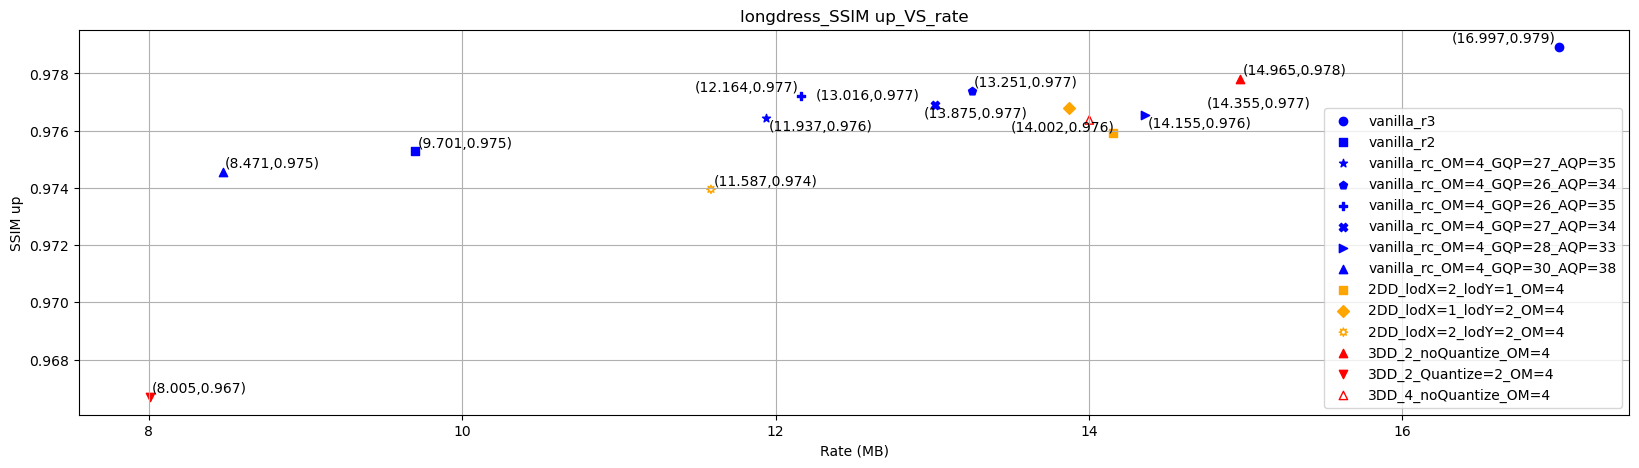 longdress_SSIM up_VS_rate
SSIM up
0.978
0.976
0.974
0.972
0.970
0.968
(16.997,0.979)
(14.965,0.978)
(12.164,0.977)
(13.251,0.977)
(13.016,0.977)
(14.355,0.977)
(13.875,0.977)
(11.937,0.976)
(14.002,0.976)
(14.155,0.976)
(9.701,0.975)
(8.471,0.975)
(11.587,0.974)
(8.005,0.967)
vanilla_r3
vanilla_r2
vanilla_rc_OM=4_GQP=27_AQP=35
vanilla_rc_OM=4_GQP=26_AQP=34
vanilla_rc_OM=4_GQP=26_AQP=35
vanilla_rc_OM=4_GQP=27_AQP=34
vanilla_rc_OM=4_GQP=28_AQP=33
vanilla_rc_OM=4_GQP=30_AQP=38
2DD_lodX=2_lodY=1_OM=4
2DD_lodX=1_lodY=2_OM=4
2DD_lodX=2_lodY=2_OM=4
3DD_2_noQuantize_OM=4
3DD_2_Quantize=2_OM=4
3DD_4_noQuantize_OM=4
8
10
12
14
16
Rate (MB)